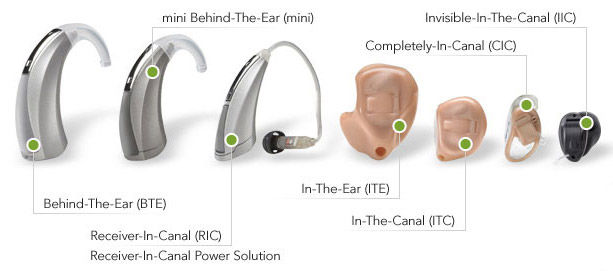 mini Behind-The-Ear (mini)
Invisible-In-The-Canal (IIC)
Completely-In-Canal (CIC)
Behind-The-Ear (BTE)
In-The-Ear (ITE)
In-The-Canal (ITC)
Receiver-In-Canal (RIC)
Receiver-In-Canal Power Solution